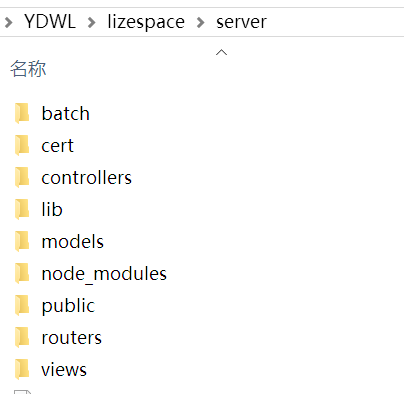 YDWL > lizespace > server
名称
batch
cert
controllers
lib
models
node_modules
public
routers
views